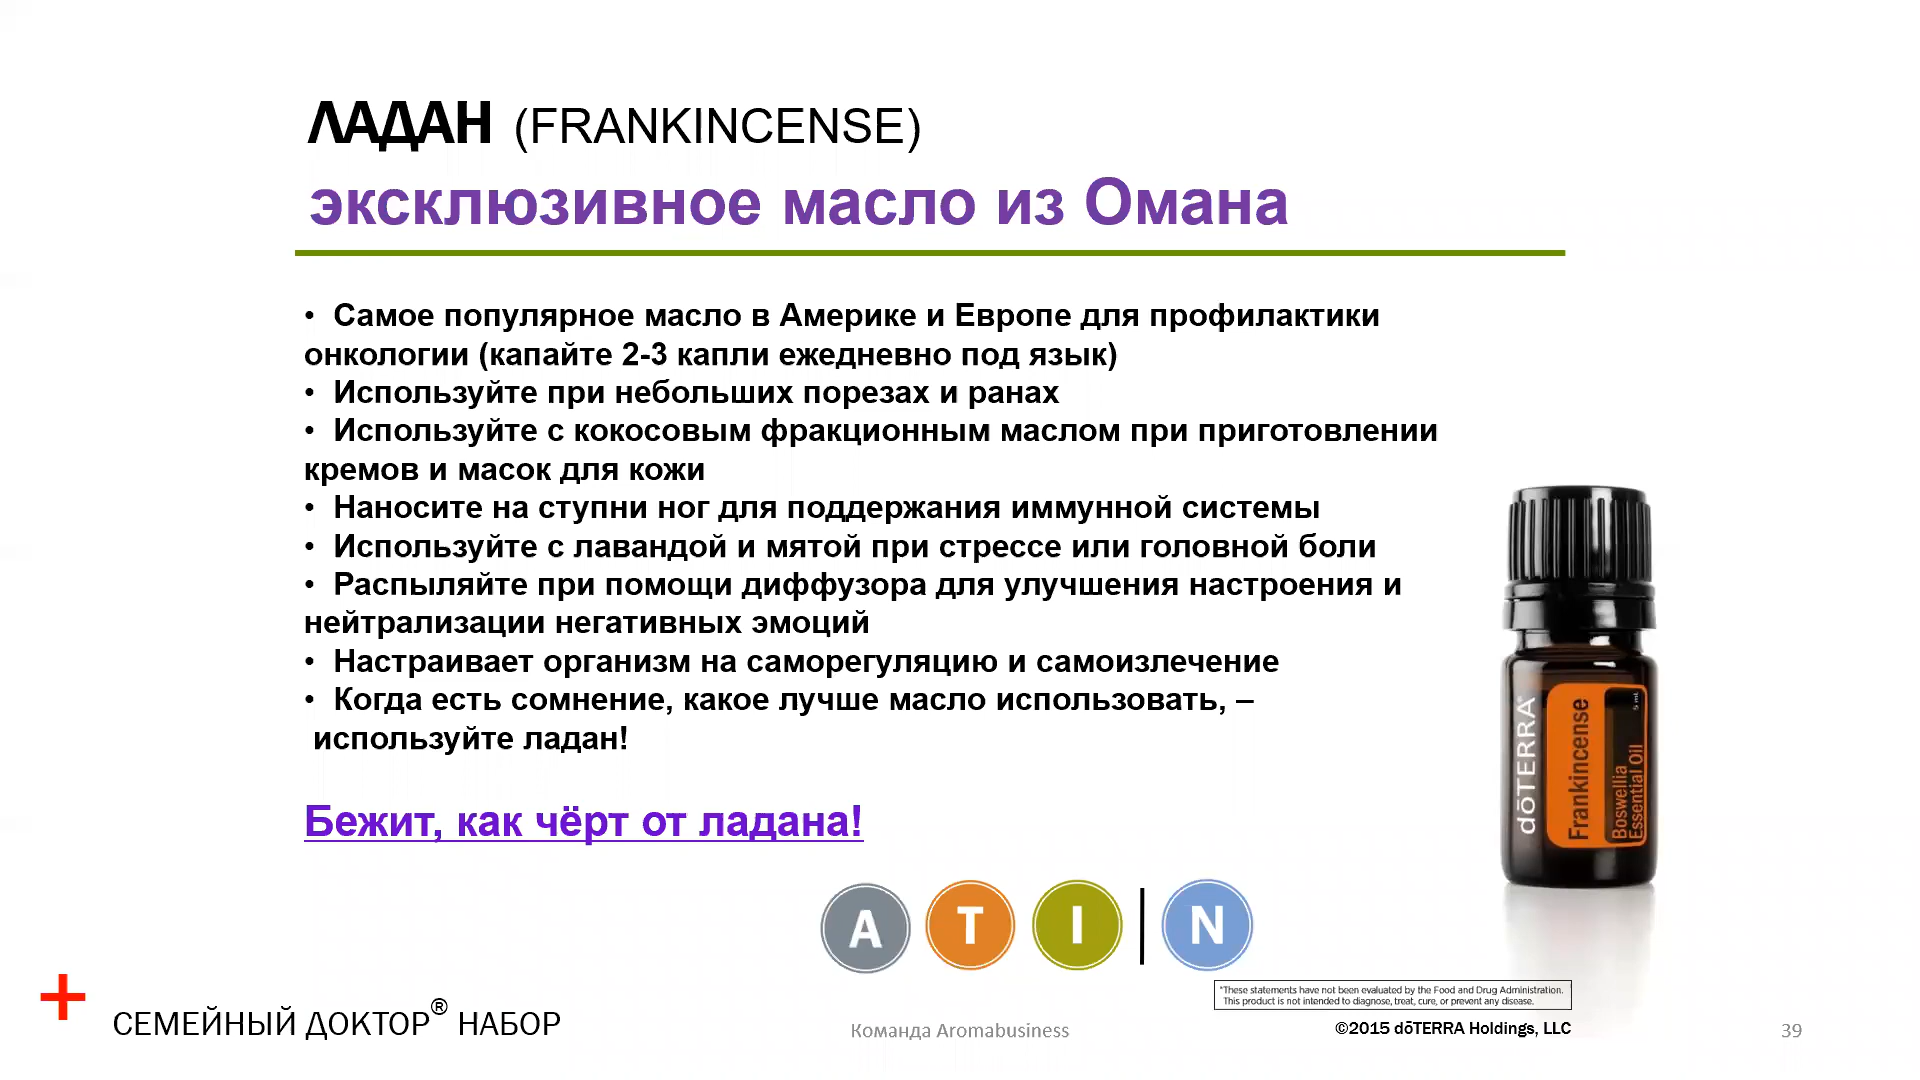 ЛАДАН (FRANKINCENSE)
эксклюзивное масло из Омана
• Самое популярное масло в Америке и Европе для профилактики
онкологии (капайте 2-3 капли ежедневно под язык)
• Используйте при небольших порезах и ранах
• Используйте с кокосовым фракционным маслом при приготовлении
кремов и масок для кожи
• Наносите на ступни ног для поддержания иммунной системы
• Используйте с лавандой и мятой при стрессе или головной боли
• Распыляйте при помощи диффузора для улучшения настроения и
нейтрализации негативных эмоций
• Настраивает организм на саморегуляцию и самоизлечение
• Когда есть сомнение, какое лучше масло использовать, –
используйте ладан!
Бежит, как чёрт от ладана!
dōTERRA
Frankincense
Boswellia
Essential Oil
5 mL
A T I | N
*These statements have not been evaluated by the Food and Drug Administration.
This product is not intended to diagnose, treat, cure, or prevent any disease.
+ СЕМЕЙНЫЙ ДОКТОР® НАБОР
Команда Aromabusiness
©2015 dōTERRA Holdings, LLC
39